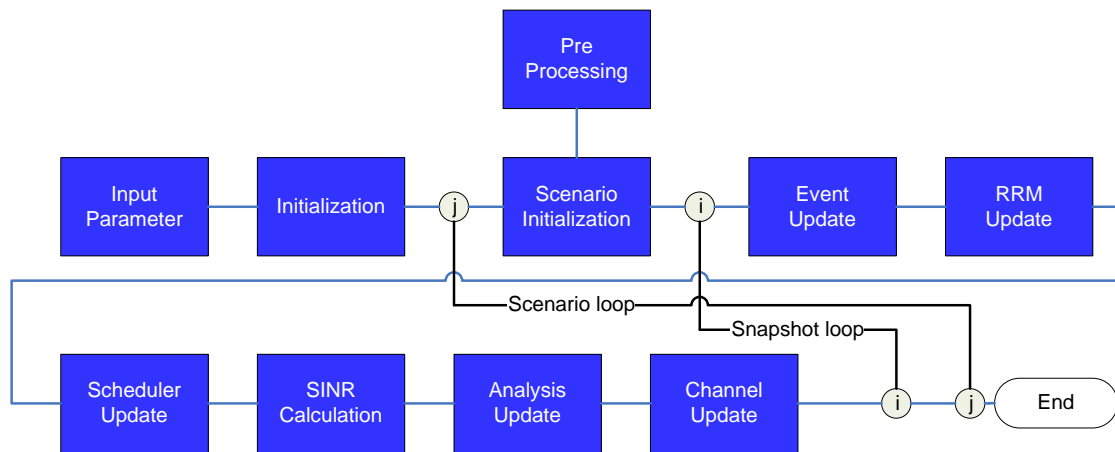 Pre
Processing
Input
Parameter
Initialization
j
Scenario
Initialization
i
Event
Update
RRM
Update
Scenario loop
Snapshot loop
Scheduler
Update
SINR
Calculation
Analysis
Update
Channel
Update
i
j
End